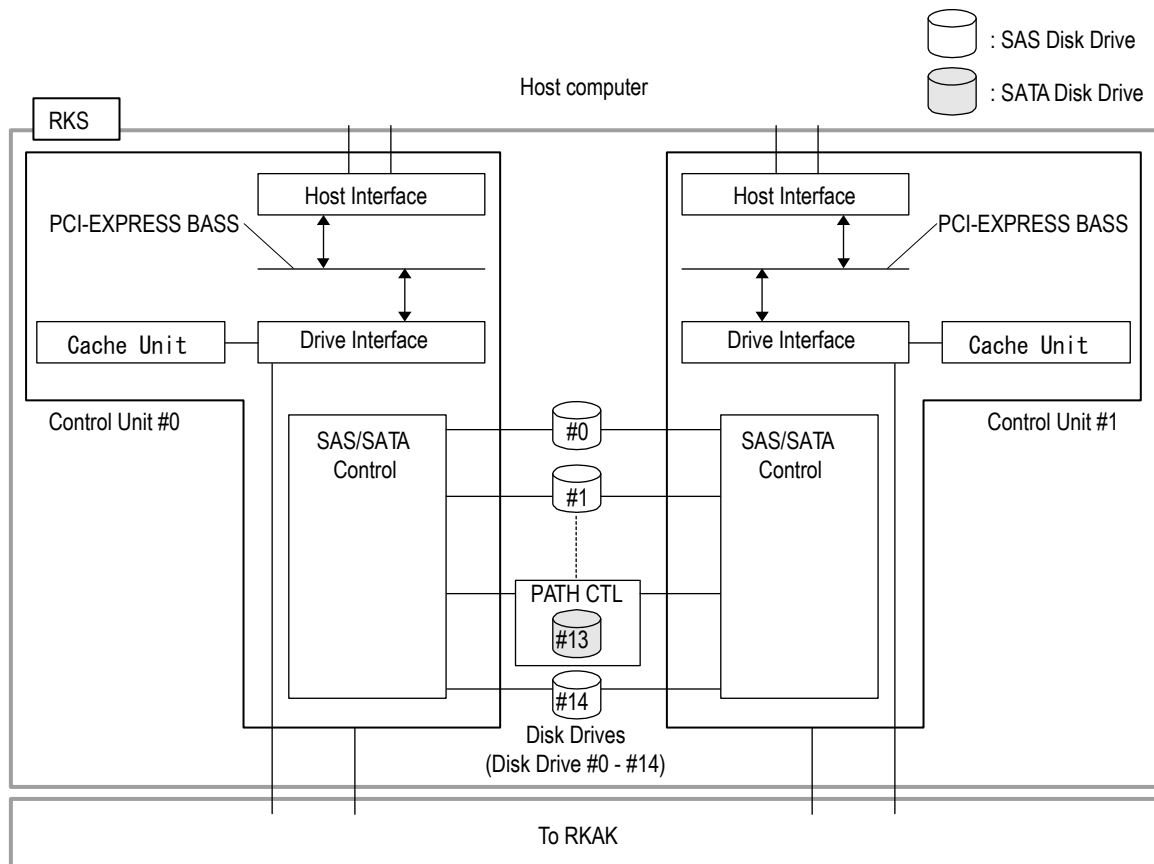 : SAS Disk Drive
Host computer
: SATA Disk Drive
RKS
Host Interface
Host Interface
PCI-EXPRESS BASS
PCI-EXPRESS BASS
Cache Unit
Drive Interface
Drive Interface
Cache Unit
Control Unit #0
Control Unit #1
SAS/SATA
Control
#0
SAS/SATA
Control
#1
PATH CTL
#13
#14
Disk Drives
(Disk Drive #0 - #14)
To RKAK